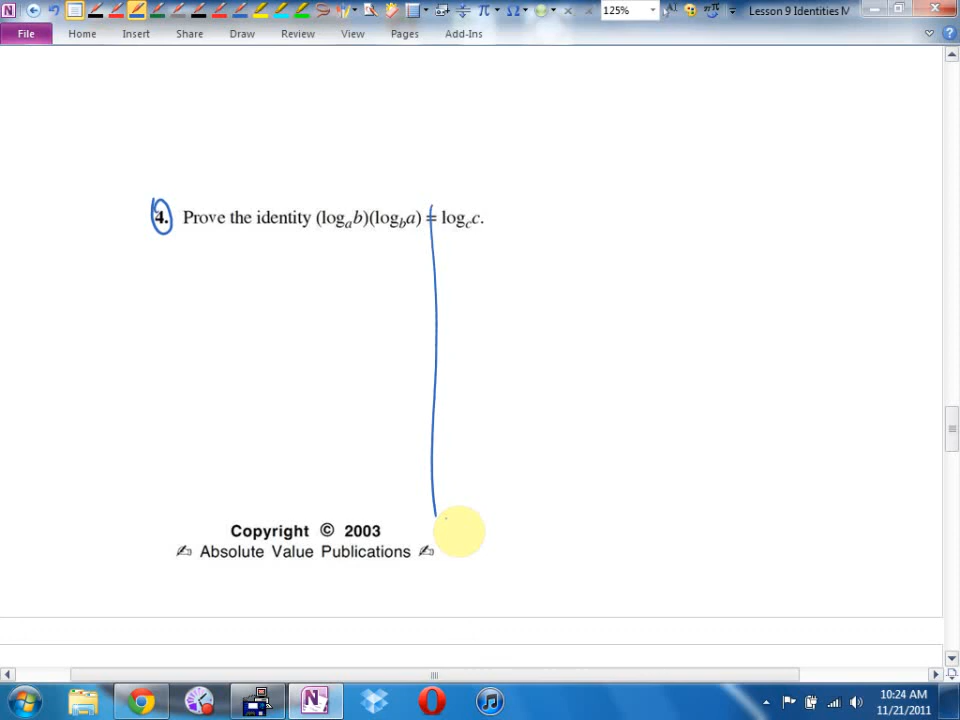 125%
Lesson 9 Identities M
File Home Insert Share Draw Review View Pages Add-Ins
4. Prove the identity (logₐb)(log_b a) = log_c c.
Copyright © 2003
✍ Absolute Value Publications ✍
10:24 AM
11/21/2011